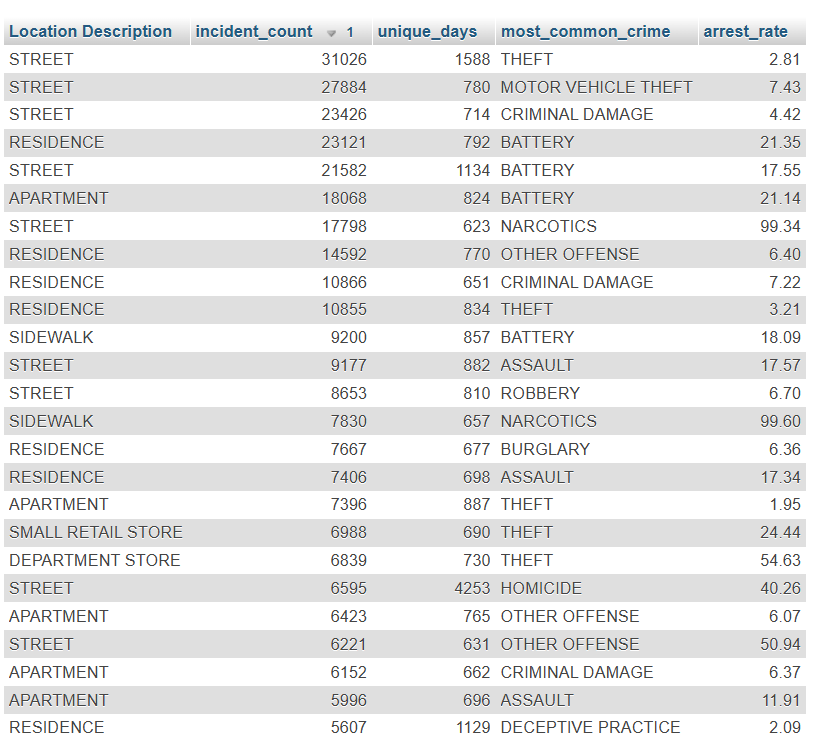 Location Description incident_count 1 unique_days most_common_crime arrest_rate
STREET 31026 1588 THEFT 2.81
STREET 27884 780 MOTOR VEHICLE THEFT 7.43
STREET 23426 714 CRIMINAL DAMAGE 4.42
RESIDENCE 23121 792 BATTERY 21.35
STREET 21582 1134 BATTERY 17.55
APARTMENT 18068 824 BATTERY 21.14
STREET 17798 623 NARCOTICS 99.34
RESIDENCE 14592 770 OTHER OFFENSE 6.40
RESIDENCE 10866 651 CRIMINAL DAMAGE 7.22
RESIDENCE 10855 834 THEFT 3.21
SIDEWALK 9200 857 BATTERY 18.09
STREET 9177 882 ASSAULT 17.57
STREET 8653 810 ROBBERY 6.70
SIDEWALK 7830 657 NARCOTICS 99.60
RESIDENCE 7667 677 BURGLARY 6.36
RESIDENCE 7406 698 ASSAULT 17.34
APARTMENT 7396 887 THEFT 1.95
SMALL RETAIL STORE 6988 690 THEFT 24.44
DEPARTMENT STORE 6839 730 THEFT 54.63
STREET 6595 4253 HOMICIDE 40.26
APARTMENT 6423 765 OTHER OFFENSE 6.07
STREET 6221 631 OTHER OFFENSE 50.94
APARTMENT 6152 662 CRIMINAL DAMAGE 6.37
APARTMENT 5996 696 ASSAULT 11.91
RESIDENCE 5607 1129 DECEPTIVE PRACTICE 2.09